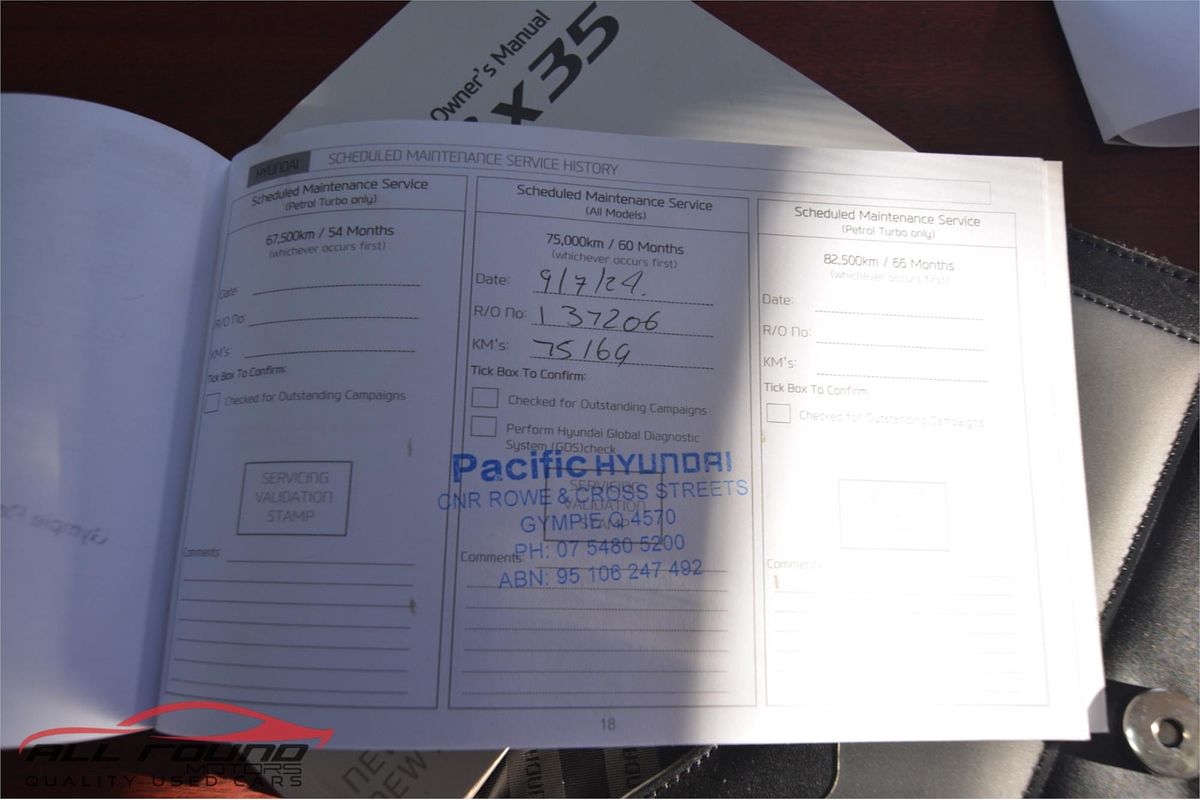 Owner's Manual
ix35
HYUNDAI SCHEDULED MAINTENANCE SERVICE HISTORY
Scheduled Maintenance Service
(Petrol Turbo only)
67,500km / 54 Months
(whichever occurs first)
Date:
R/O No:
KM's:
Tick Box To Confirm:
Checked for Outstanding Campaigns
SERVICING
VALIDATION
STAMP
Comments:
Scheduled Maintenance Service
(All Models)
75,000km / 60 Months
(whichever occurs first)
Date: 9/7/24.
R/O No: 137206
KM's: 75169
Tick Box To Confirm:
Checked for Outstanding Campaigns
Perform Hyundai Global Diagnostic
System (GDS)check
SERVICING
VALIDATION
STAMP
Pacific HYUNDAI
CNR ROWE & CROSS STREETS
GYMPIE Q 4570
PH: 07 5480 5200
ABN: 95 106 247 492
Comments:
Scheduled Maintenance Service
(Petrol Turbo only)
82,500km / 66 Months
(whichever occurs first)
Date:
R/O No:
KM's:
Tick Box To Confirm:
Checked for Outstanding Campaigns
Comments:
18
ALL ROUND
MOTORS
QUALITY USED CARS